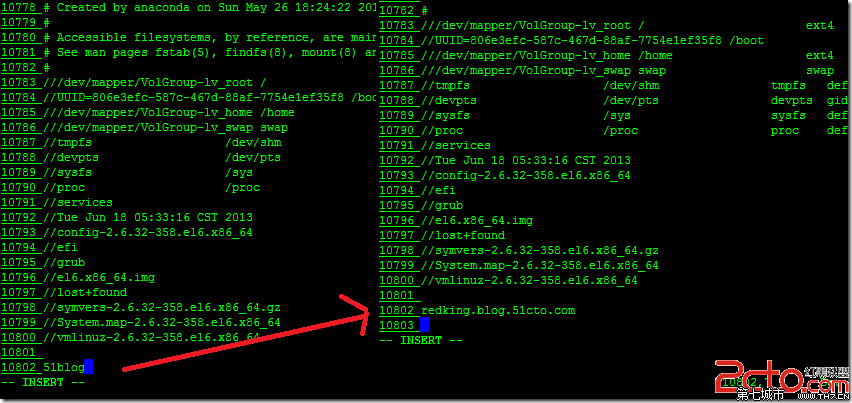 10778 # Created by anaconda on Sun May 26 18:24:22 201
10779 #
10780 # Accessible filesystems, by reference, are main
10781 # See man pages fstab(5), findfs(8), mount(8) an
10782 #
10783 ///dev/mapper/VolGroup-lv_root /
10784 //UUID=806e3efc-587c-467d-88af-7754e1ef35f8 /boo
10785 ///dev/mapper/VolGroup-lv_home /home
10786 ///dev/mapper/VolGroup-lv_swap swap
10787 //tmpfs /dev/shm
10788 //devpts /dev/pts
10789 //sysfs /sys
10790 //proc /proc
10791 //services
10792 //Tue Jun 18 05:33:16 CST 2013
10793 //config-2.6.32-358.el6.x86_64
10794 //efi
10795 //grub
10796 //el6.x86_64.img
10797 //lost+found
10798 //symvers-2.6.32-358.el6.x86_64.gz
10799 //System.map-2.6.32-358.el6.x86_64
10800 //vmlinuz-2.6.32-358.el6.x86_64
10801
10802 51blog
-- INSERT --
10782 #
10783 ///dev/mapper/VolGroup-lv_root / ext4
10784 //UUID=806e3efc-587c-467d-88af-7754e1ef35f8 /boot
10785 ///dev/mapper/VolGroup-lv_home /home ext4
10786 ///dev/mapper/VolGroup-lv_swap swap swap
10787 //tmpfs /dev/shm tmpfs def
10788 //devpts /dev/pts devpts gid
10789 //sysfs /sys sysfs def
10790 //proc /proc proc def
10791 //services
10792 //Tue Jun 18 05:33:16 CST 2013
10793 //config-2.6.32-358.el6.x86_64
10794 //efi
10795 //grub
10796 //el6.x86_64.img
10797 //lost+found
10798 //symvers-2.6.32-358.el6.x86_64.gz
10799 //System.map-2.6.32-358.el6.x86_64
10800 //vmlinuz-2.6.32-358.el6.x86_64
10801
10802 redking.blog.51cto.com
10803
-- INSERT --
2cto.com
第七城市 WWW.TH7.CN